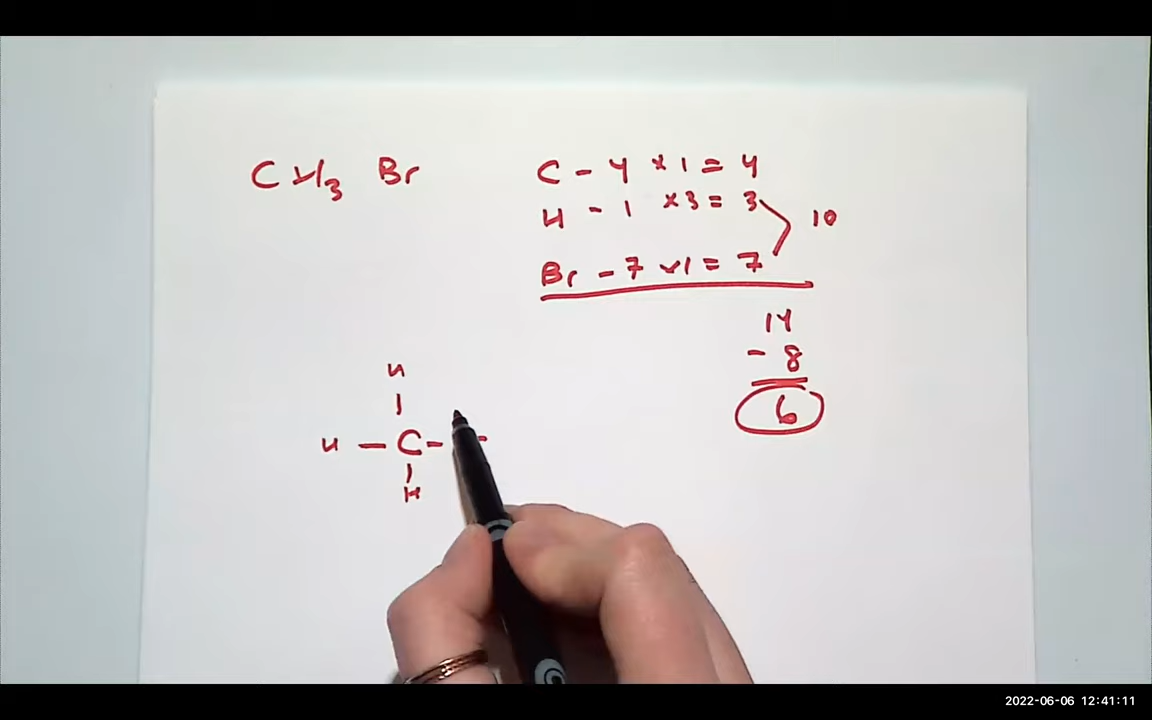 CH3 Br
C - 4 x 1 = 4
H - 1 x 3 = 3
10
Br - 7 x 1 = 7
14
- 8
6
H
H - C -
H
2022-06-06 12:41:11